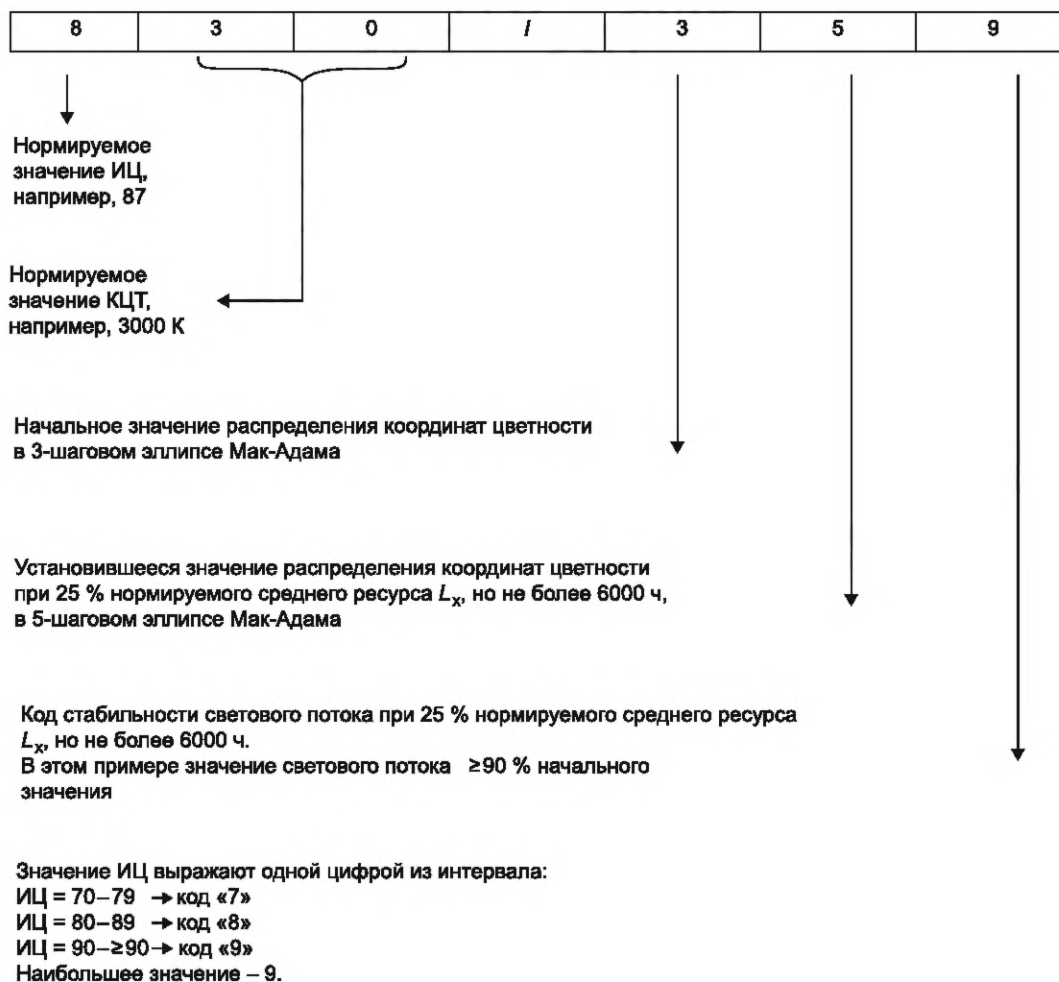 8 3 0 / 3 5 9
Нормируемое
значение ИЦ,
например, 87
Нормируемое
значение КЦТ,
например, 3000 К
Начальное значение распределения координат цветности
в 3-шаговом эллипсе Мак-Адама
Установившееся значение распределения координат цветности
при 25 % нормируемого среднего ресурса Lx, но не более 6000 ч,
в 5-шаговом эллипсе Мак-Адама
Код стабильности светового потока при 25 % нормируемого среднего ресурса
Lx, но не более 6000 ч.
В этом примере значение светового потока ≥90 % начального
значения
Значение ИЦ выражают одной цифрой из интервала:
ИЦ = 70–79 → код «7»
ИЦ = 80–89 → код «8»
ИЦ = 90–≥90→ код «9»
Наибольшее значение – 9.